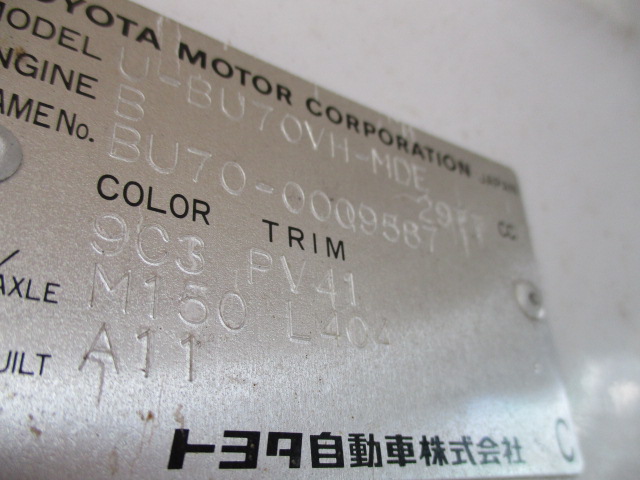 TOYOTA MOTOR CORPORATION JAPAN
MODEL U-BU70VH-MDE
ENGINE B CC
FRAME No. BU70-0009587
COLOR TRIM
9C3 PV41
/AXLE M150 L404
BUILT A11
トヨタ自動車株式会社 C